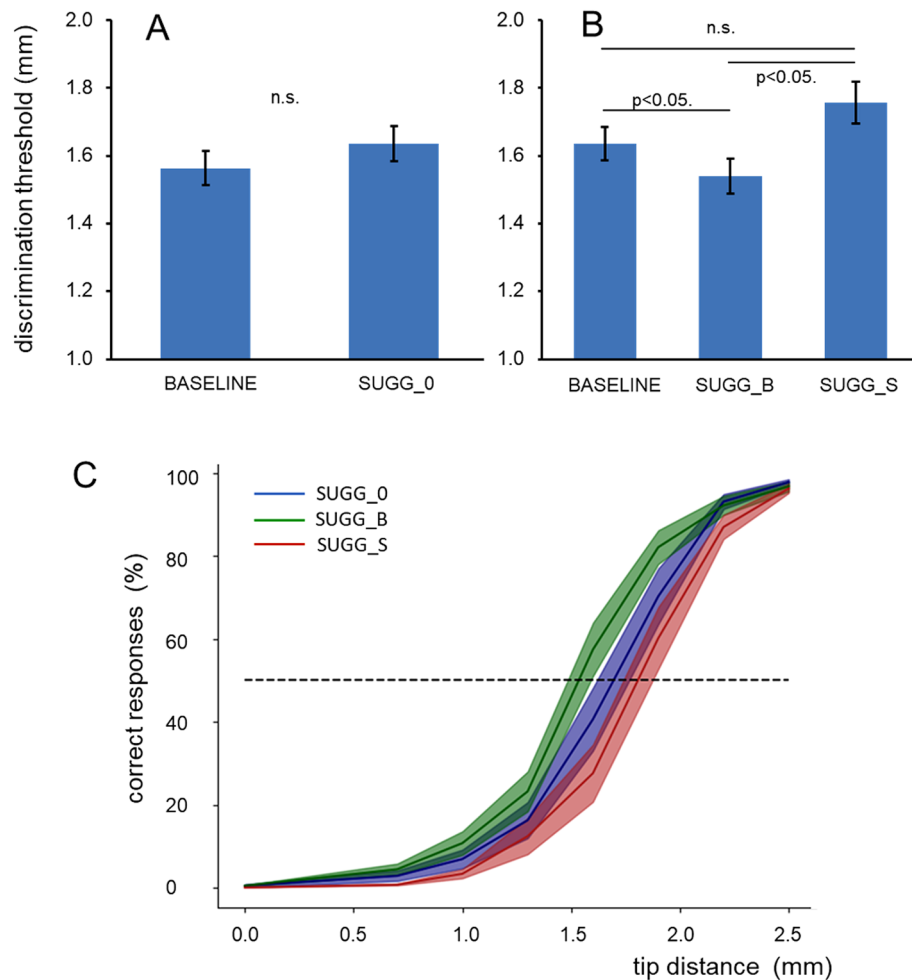 A
discrimination threshold (mm)
2.0
1.8
1.6
1.4
1.2
1.0
n.s.
BASELINE
SUGG_0
B
2.0
1.8
1.6
1.4
1.2
1.0
n.s.
p<0.05.
p<0.05.
BASELINE
SUGG_B
SUGG_S
C
correct responses (%)
100
80
60
40
20
0
SUGG_0
SUGG_B
SUGG_S
0.0
0.5
1.0
1.5
2.0
2.5
tip distance (mm)